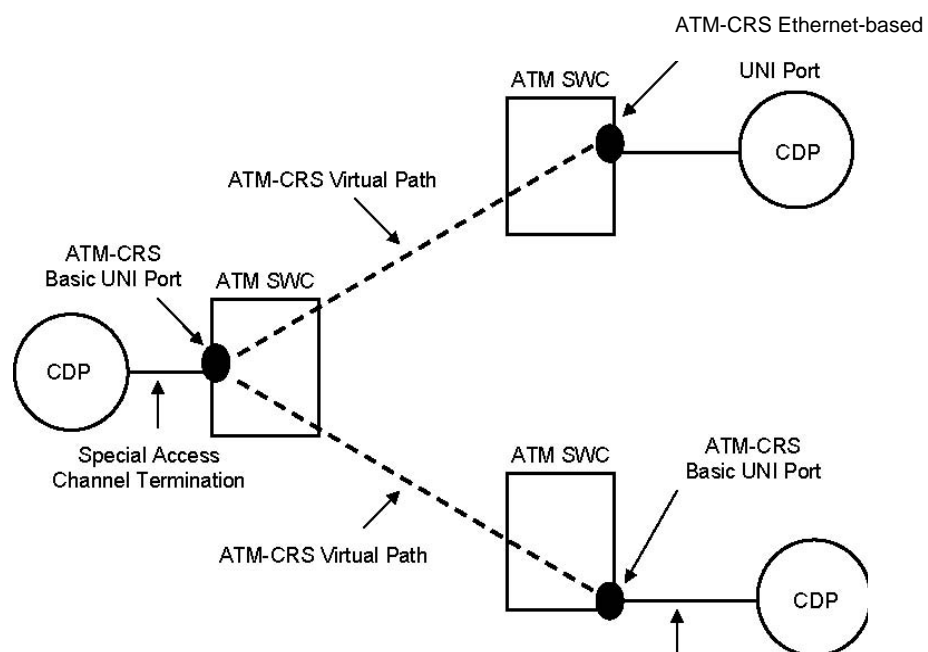 ATM-CRS Ethernet-based
UNI Port
ATM SWC
CDP
ATM-CRS Virtual Path
ATM-CRS
Basic UNI Port
ATM SWC
CDP
Special Access
Channel Termination
ATM SWC
ATM-CRS
Basic UNI Port
ATM-CRS Virtual Path
CDP